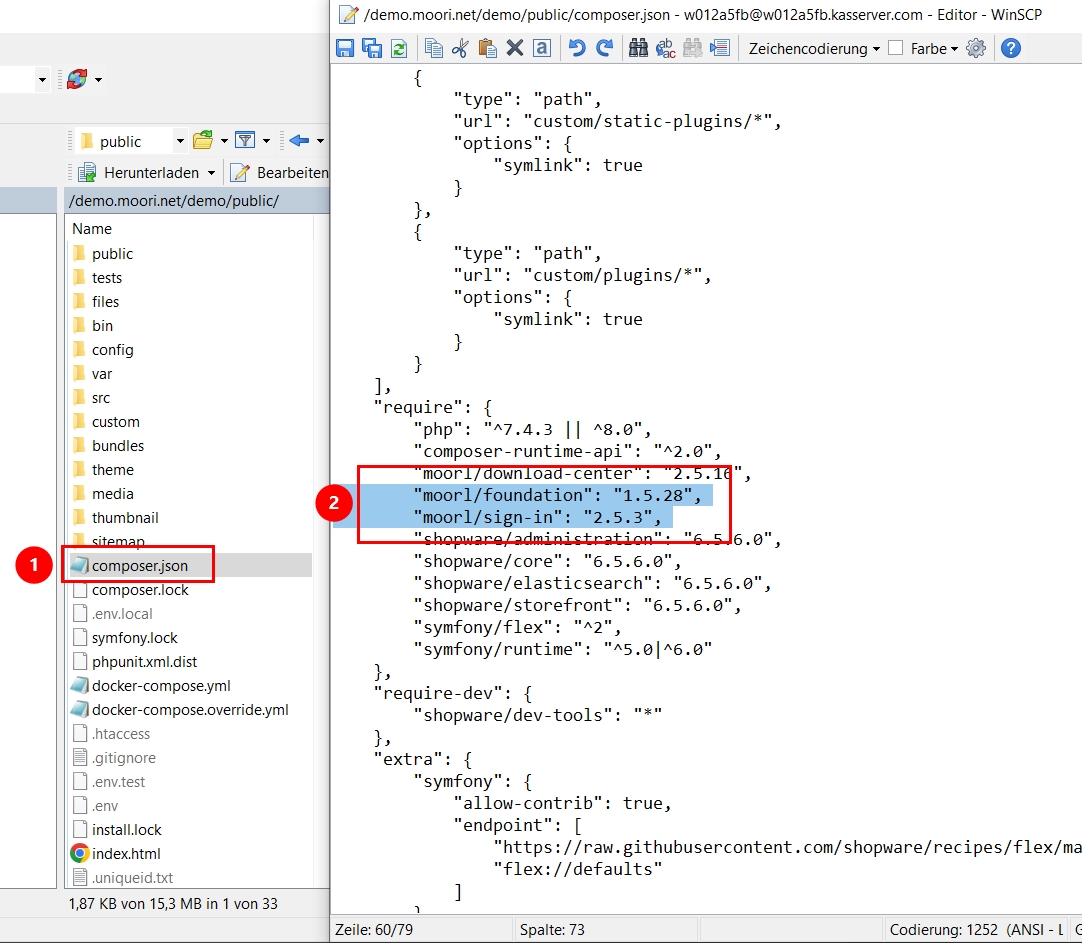 /demo.moori.net/demo/public/composer.json - w012a5fb@w012a5fb.kasserver.com - Editor - WinSCP
Zeichencodierung
Farbe
public
Herunterladen
Bearbeiten
/demo.moori.net/demo/public/
Name
public
tests
files
bin
config
var
src
custom
bundles
theme
media
thumbnail
sitemap
1
composer.json
composer.lock
.env.local
symfony.lock
phpunit.xml.dist
docker-compose.yml
docker-compose.override.yml
.htaccess
.gitignore
.env.test
.env
install.lock
index.html
.uniqueid.txt
1,87 KB von 15,3 MB in 1 von 33
{
"type": "path",
"url": "custom/static-plugins/*",
"options": {
"symlink": true
}
},
{
"type": "path",
"url": "custom/plugins/*",
"options": {
"symlink": true
}
}
],
"require": {
"php": "^7.4.3 || ^8.0",
"composer-runtime-api": "^2.0",
"moorl/download-center": "2.5.16",
2
"moorl/foundation": "1.5.28",
"moorl/sign-in": "2.5.3",
"shopware/administration": "6.5.6.0",
"shopware/core": "6.5.6.0",
"shopware/elasticsearch": "6.5.6.0",
"shopware/storefront": "6.5.6.0",
"symfony/flex": "^2",
"symfony/runtime": "^5.0|^6.0"
},
"require-dev": {
"shopware/dev-tools": "*"
},
"extra": {
"symfony": {
"allow-contrib": true,
"endpoint": [
"https://raw.githubusercontent.com/shopware/recipes/flex/ma
"flex://defaults"
]
Zeile: 60/79
Spalte: 73
Codierung: 1252 (ANSI - L